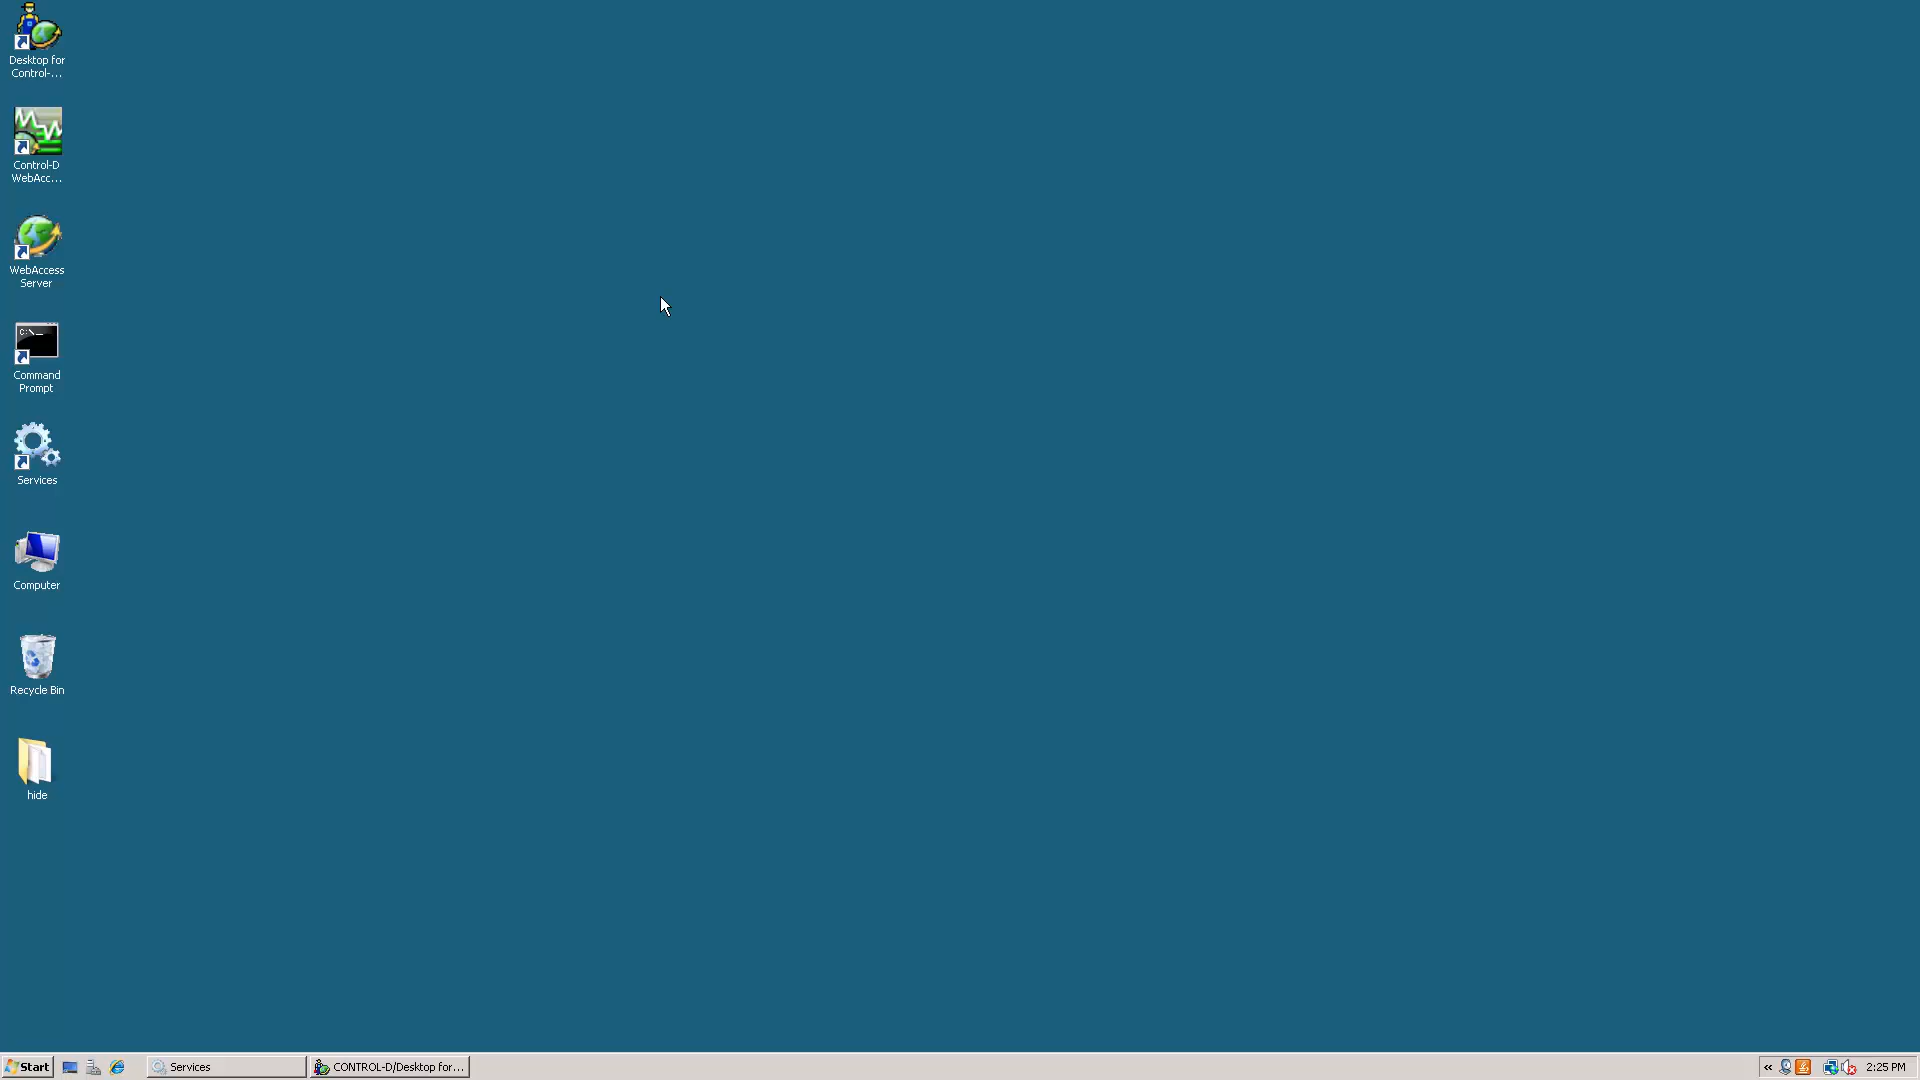 Desktop for
Control-...
Control-D
WebAcc...
WebAccess
Server
C:\_
Command
Prompt
Services
Computer
Recycle Bin
hide
Start
Services
CONTROL-D/Desktop for...
«
2:25 PM